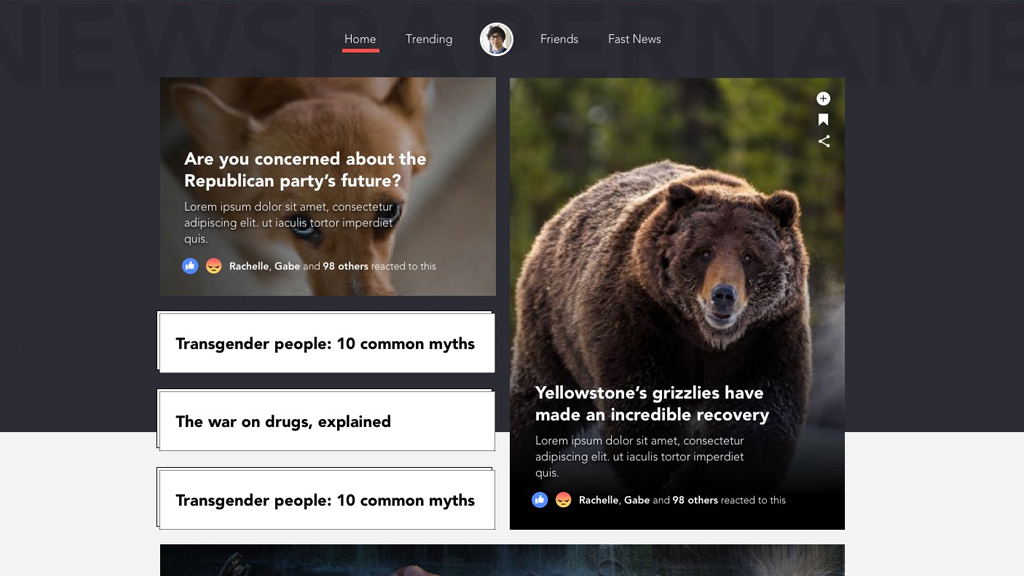 NEWSPAPERNAME
Home
Trending
Friends
Fast News
Are you concerned about the
Republican party’s future?
Lorem ipsum dolor sit amet, consectetur
adipiscing elit. ut iaculis tortor imperdiet
quis.
Rachelle, Gabe and 98 others reacted to this
Transgender people: 10 common myths
The war on drugs, explained
Transgender people: 10 common myths
Yellowstone’s grizzlies have
made an incredible recovery
Lorem ipsum dolor sit amet, consectetur
adipiscing elit. ut iaculis tortor imperdiet
quis.
Rachelle, Gabe and 98 others reacted to this